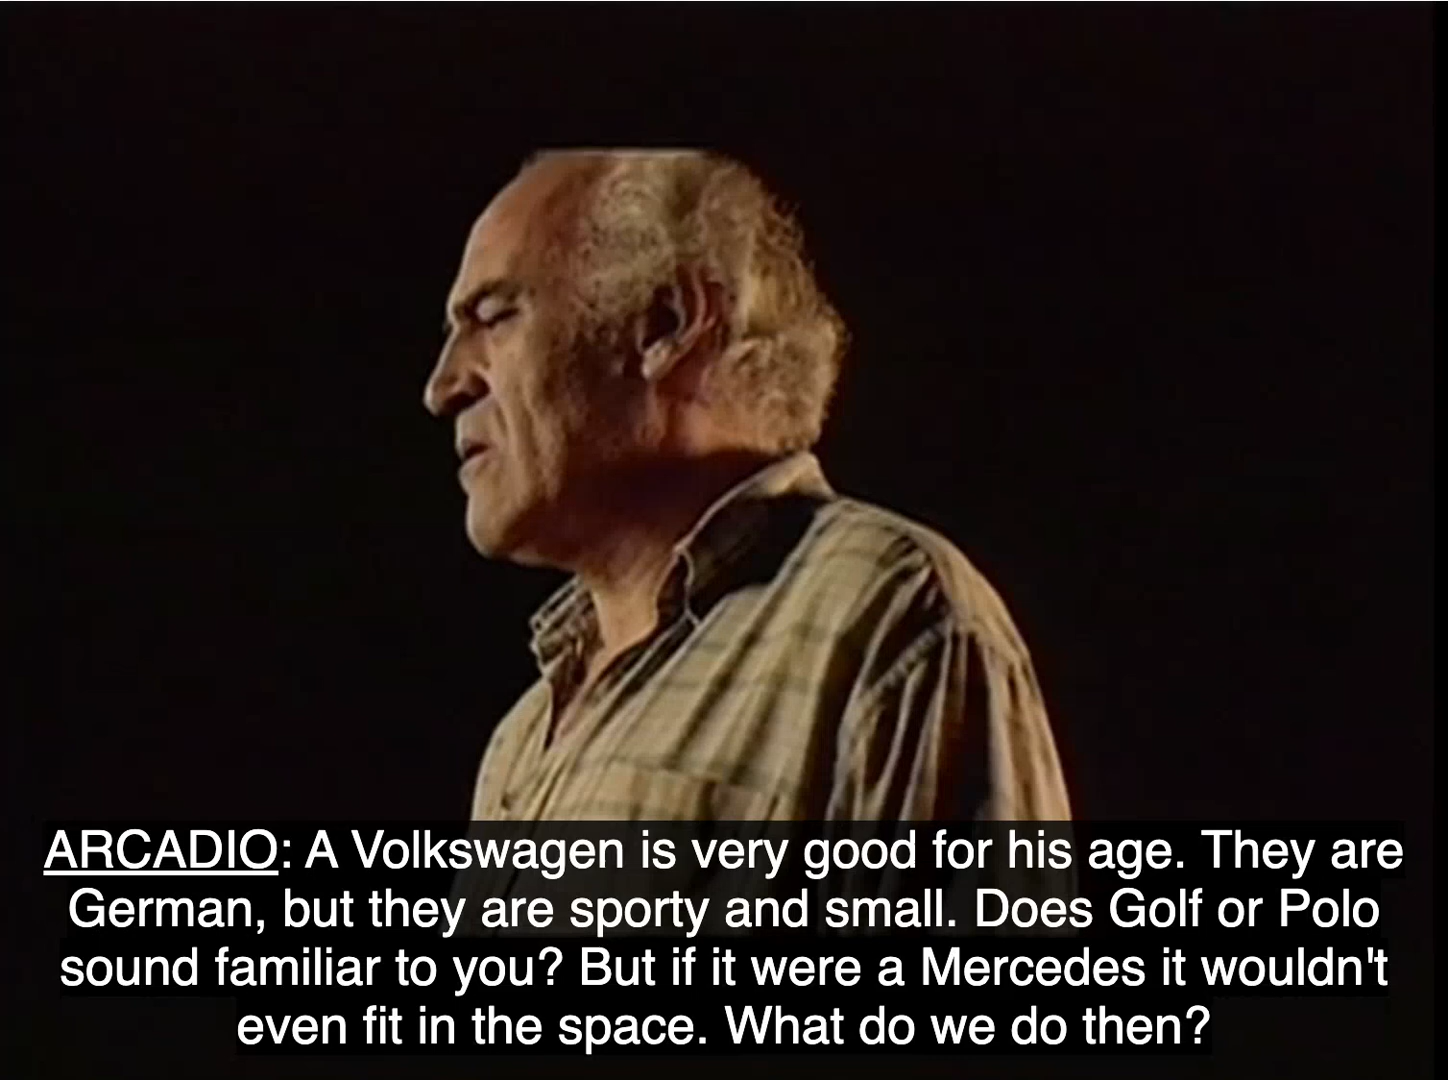 ARCADIO: A Volkswagen is very good for his age. They are
German, but they are sporty and small. Does Golf or Polo
sound familiar to you? But if it were a Mercedes it wouldn't
even fit in the space. What do we do then?